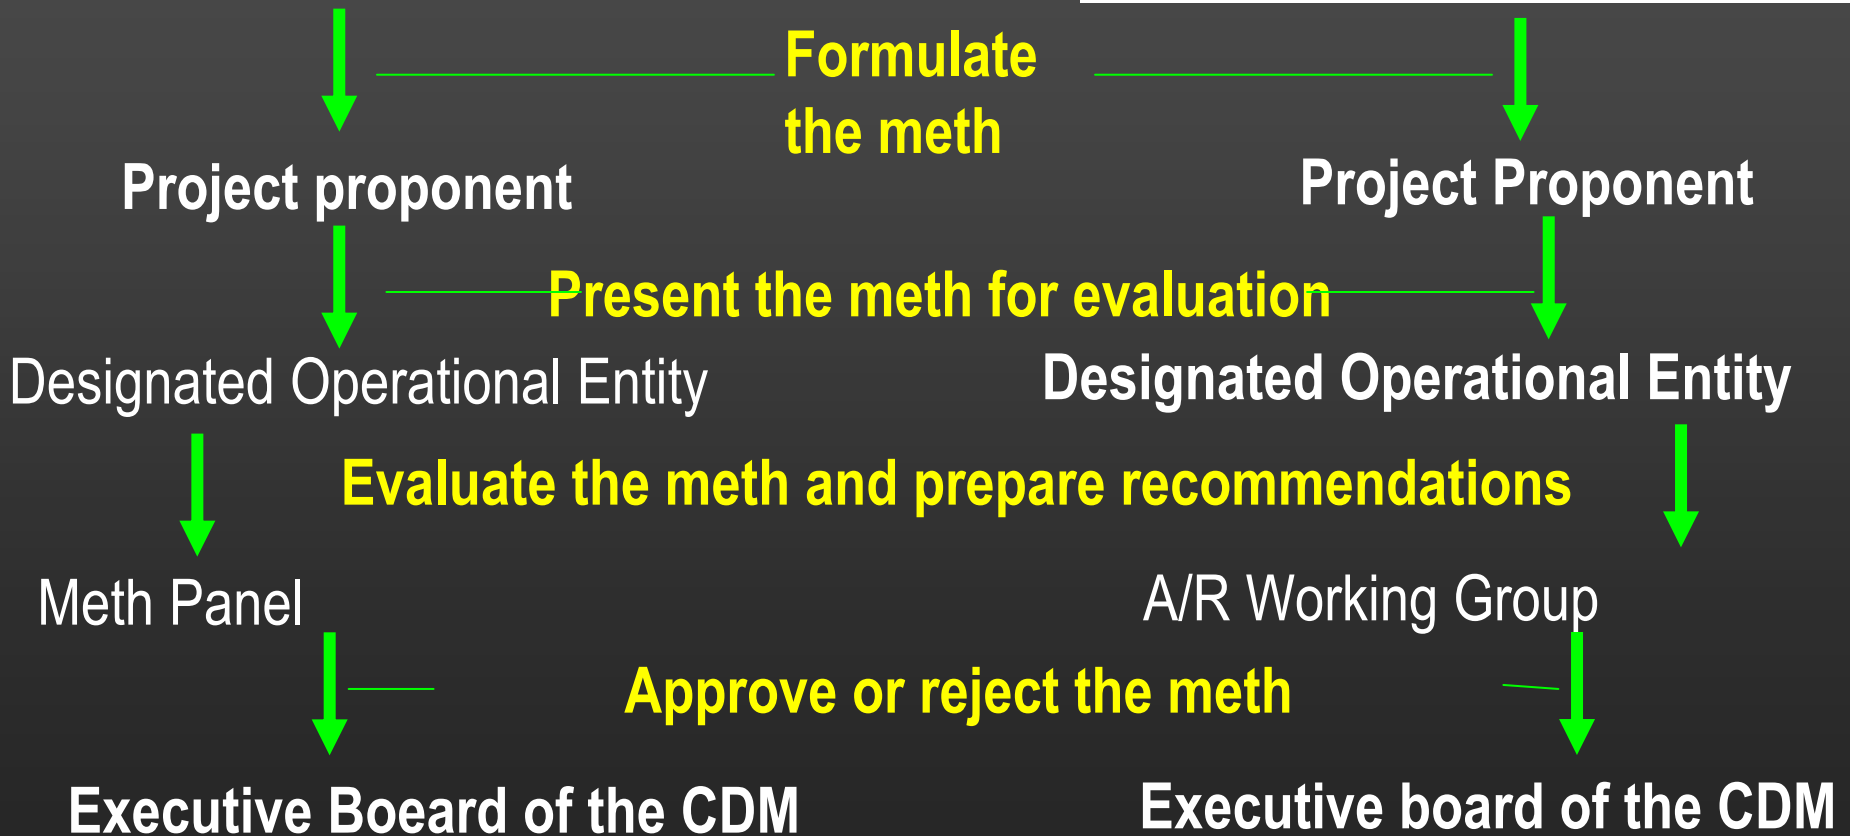 Formulate
the meth
Project proponent
Project Proponent
Present the meth for evaluation
Designated Operational Entity
Designated Operational Entity
Evaluate the meth and prepare recommendations
Meth Panel
A/R Working Group
Approve or reject the meth
Executive Boeard of the CDM
Executive board of the CDM